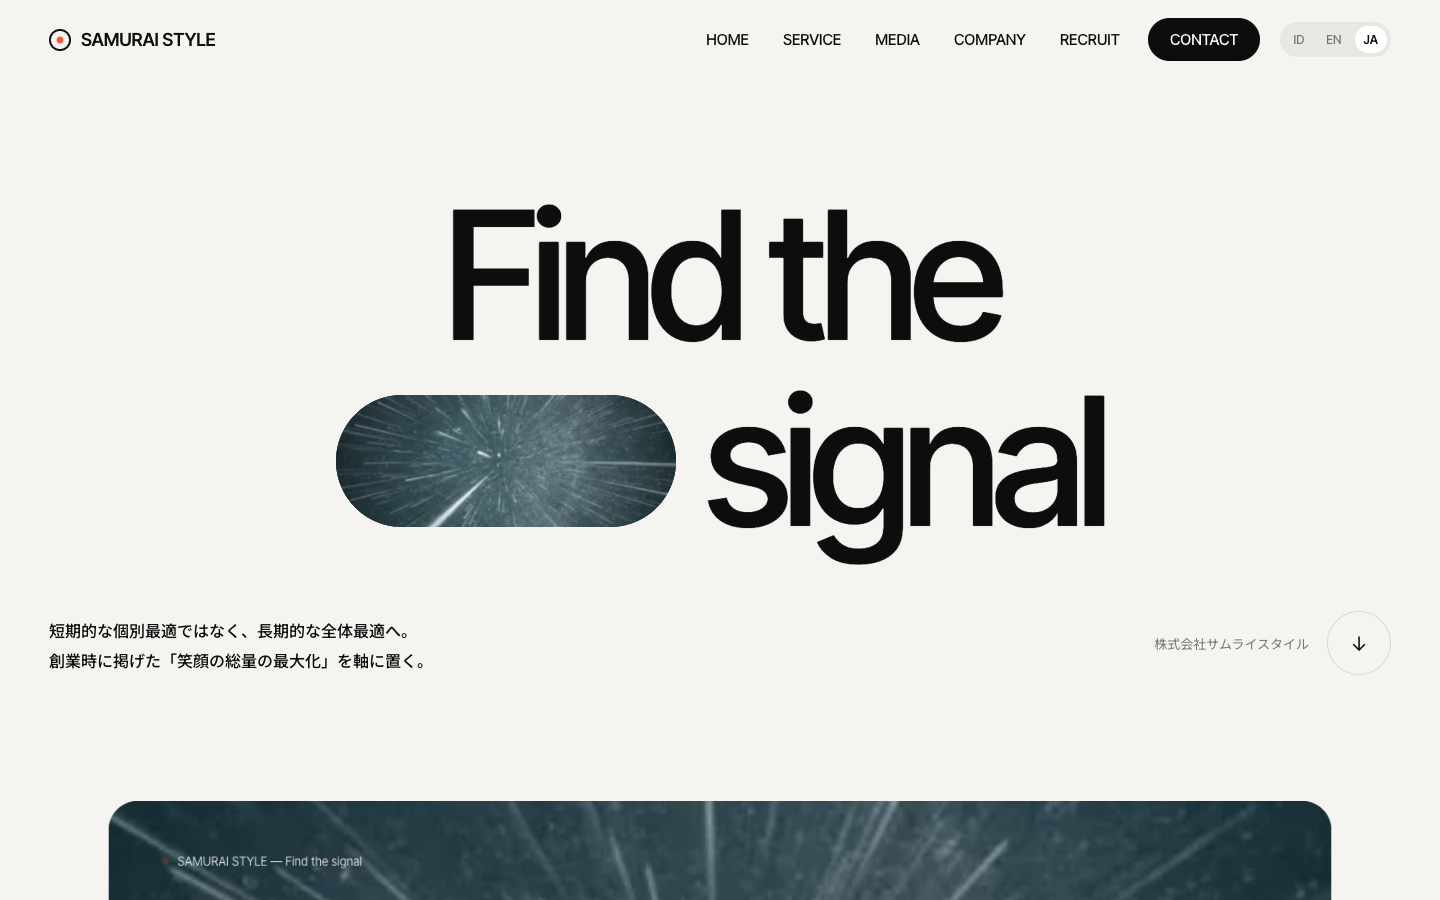 SAMURAI STYLE
HOME
SERVICE
MEDIA
COMPANY
RECRUIT
CONTACT
ID
EN
JA
Find the
signal
短期的な個別最適ではなく、長期的な全体最適へ。
創業時に掲げた「笑顔の総量の最大化」を軸に置く。
株式会社サムライスタイル
SAMURAI STYLE — Find the signal